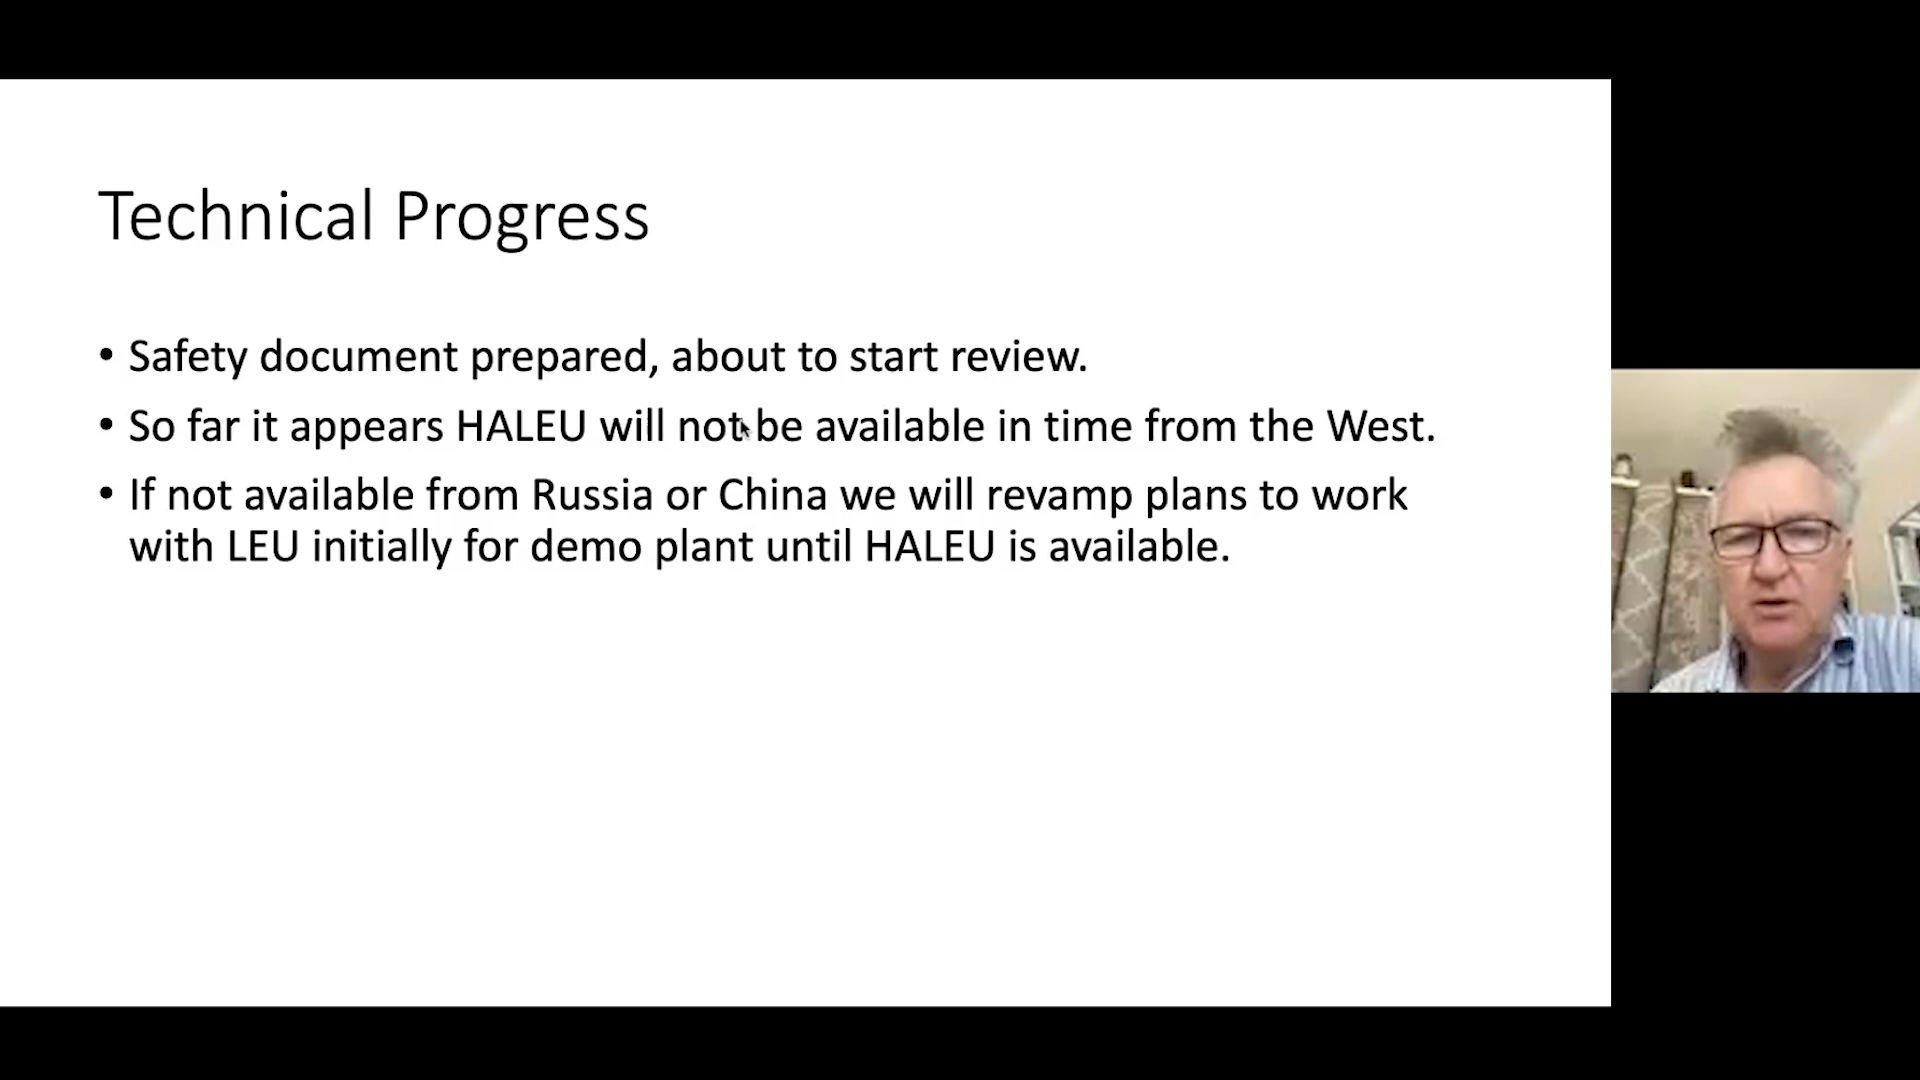 Technical Progress
• Safety document prepared, about to start review.
• So far it appears HALEU will not be available in time from the West.
• If not available from Russia or China we will revamp plans to work
with LEU initially for demo plant until HALEU is available.